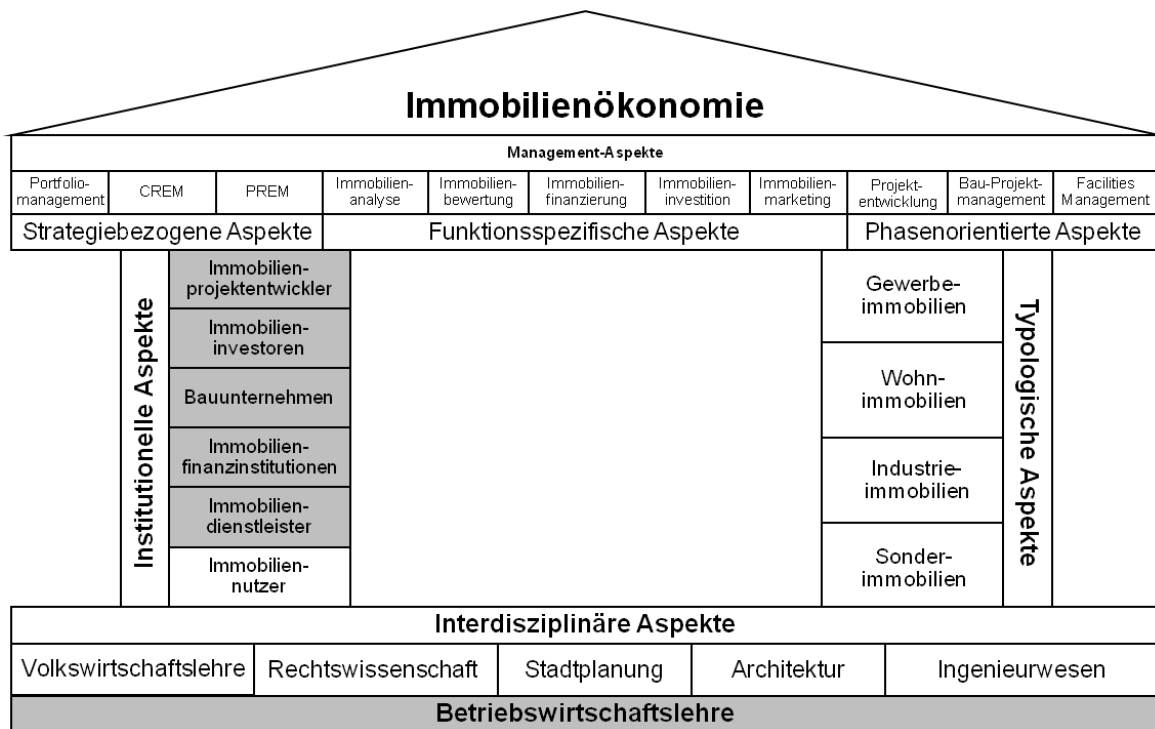 Immobilienökonomie
Management-Aspekte
Portfolio-
management
CREM
PREM
Immobilien-
analyse
Immobilien-
bewertung
Immobilien-
finanzierung
Immobilien-
investition
Immobilien-
marketing
Projekt-
entwicklung
Bau-Projekt-
management
Facilities
Management
Strategiebezogene Aspekte
Funktionsspezifische Aspekte
Phasenorientierte Aspekte
Institutionelle Aspekte
Immobilien-
projektentwickler
Immobilien-
investoren
Bauunternehmen
Immobilien-
finanzinstitutionen
Immobilien-
dienstleister
Immobilien-
nutzer
Gewerbe-
immobilien
Wohn-
immobilien
Industrie-
immobilien
Sonder-
immobilien
Typologische Aspekte
Interdisziplinäre Aspekte
Volkswirtschaftslehre
Rechtswissenschaft
Stadtplanung
Architektur
Ingenieurwesen
Betriebswirtschaftslehre